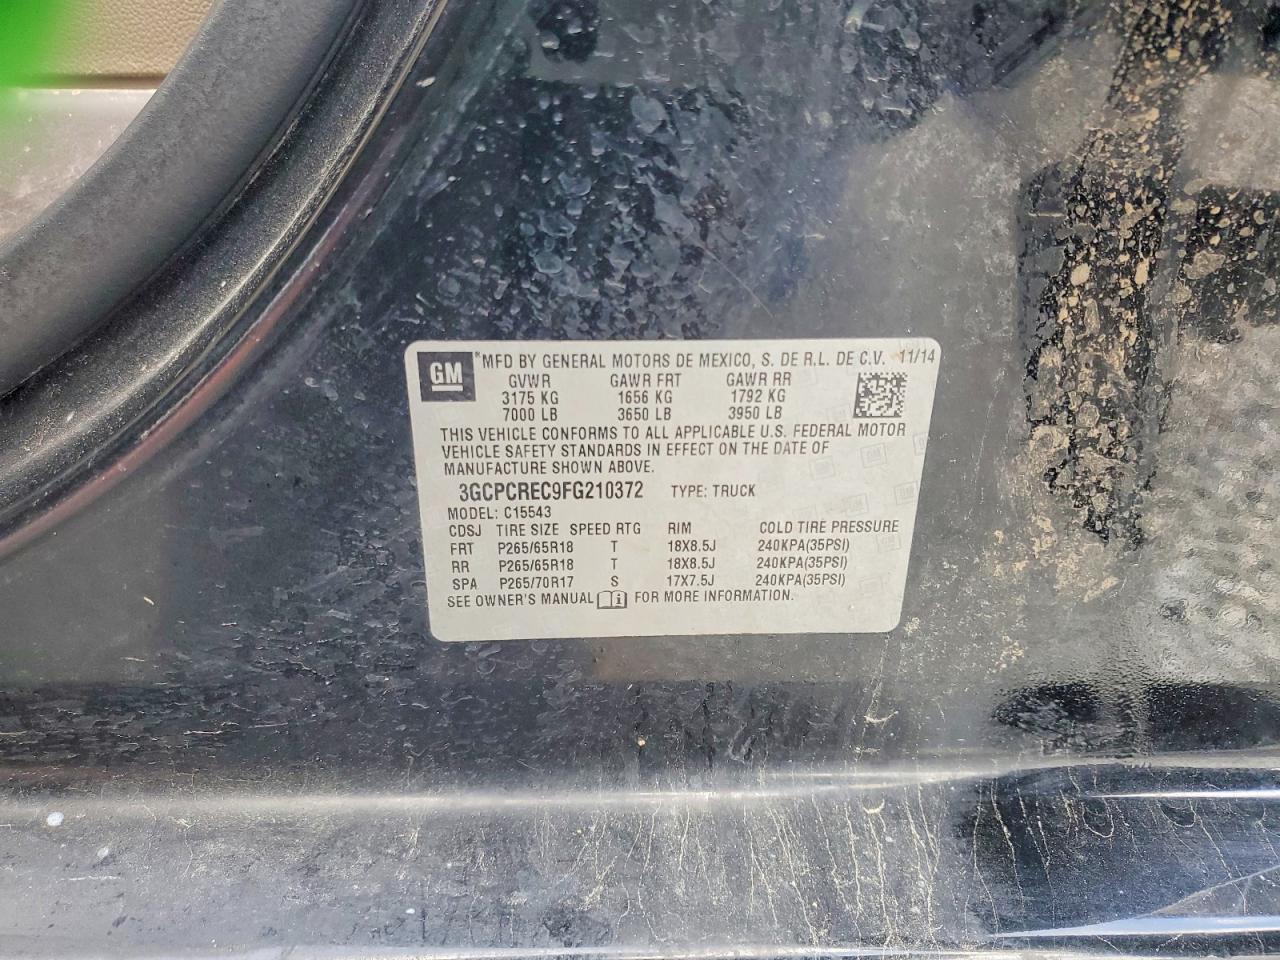 GM ® MFD BY GENERAL MOTORS DE MEXICO, S. DE R.L. DE C.V. 11/14
GVWR GAWR FRT GAWR RR
3175 KG 1656 KG 1792 KG
7000 LB 3650 LB 3950 LB
THIS VEHICLE CONFORMS TO ALL APPLICABLE U.S. FEDERAL MOTOR
VEHICLE SAFETY STANDARDS IN EFFECT ON THE DATE OF
MANUFACTURE SHOWN ABOVE.
3GCPCREC9FG210372 TYPE: TRUCK
MODEL: C15543
CDSJ TIRE SIZE SPEED RTG RIM COLD TIRE PRESSURE
FRT P265/65R18 T 18X8.5J 240KPA(35PSI)
RR P265/65R18 T 18X8.5J 240KPA(35PSI)
SPA P265/70R17 S 17X7.5J 240KPA(35PSI)
SEE OWNER'S MANUAL FOR MORE INFORMATION.